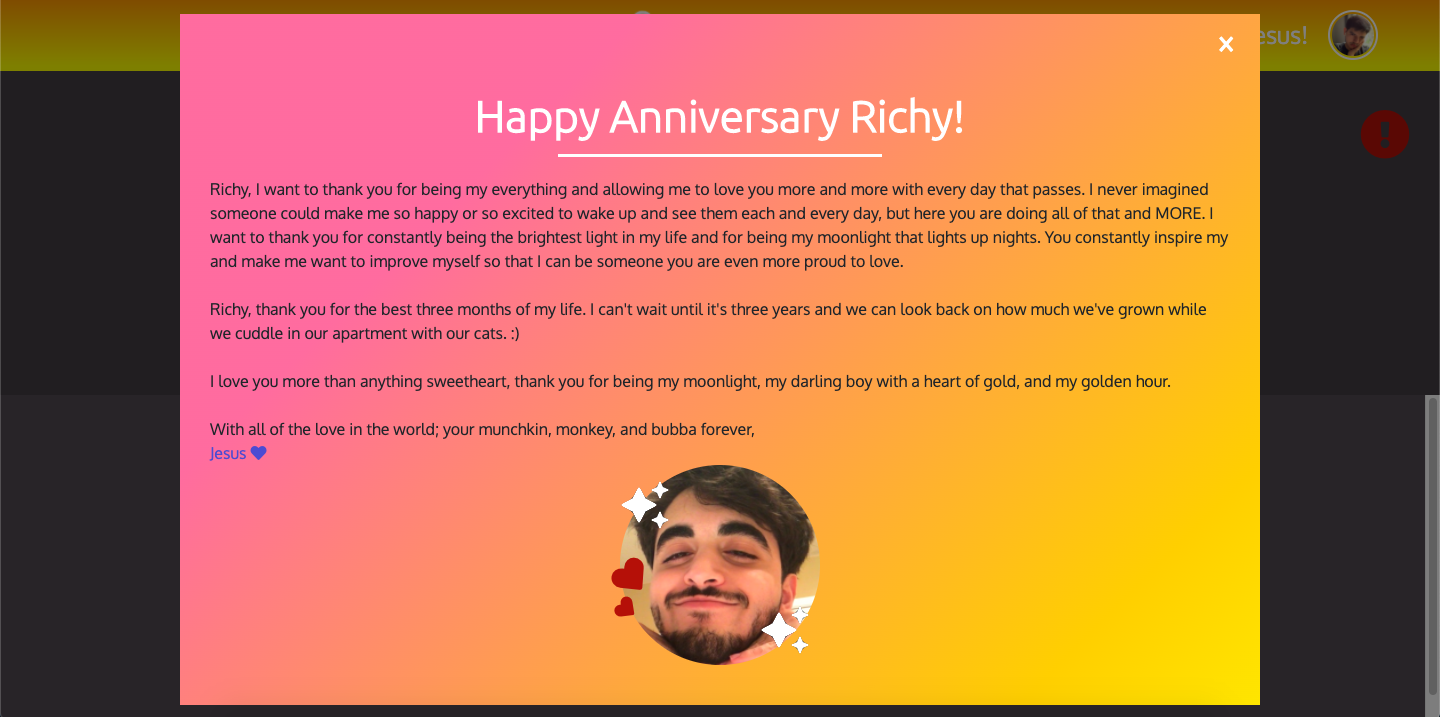 esus!
Happy Anniversary Richy!
Richy, I want to thank you for being my everything and allowing me to love you more and more with every day that passes. I never imagined
someone could make me so happy or so excited to wake up and see them each and every day, but here you are doing all of that and MORE. I
want to thank you for constantly being the brightest light in my life and for being my moonlight that lights up nights. You constantly inspire my
and make me want to improve myself so that I can be someone you are even more proud to love.
Richy, thank you for the best three months of my life. I can't wait until it's three years and we can look back on how much we've grown while
we cuddle in our apartment with our cats. :)
I love you more than anything sweetheart, thank you for being my moonlight, my darling boy with a heart of gold, and my golden hour.
With all of the love in the world; your munchkin, monkey, and bubba forever,
Jesus